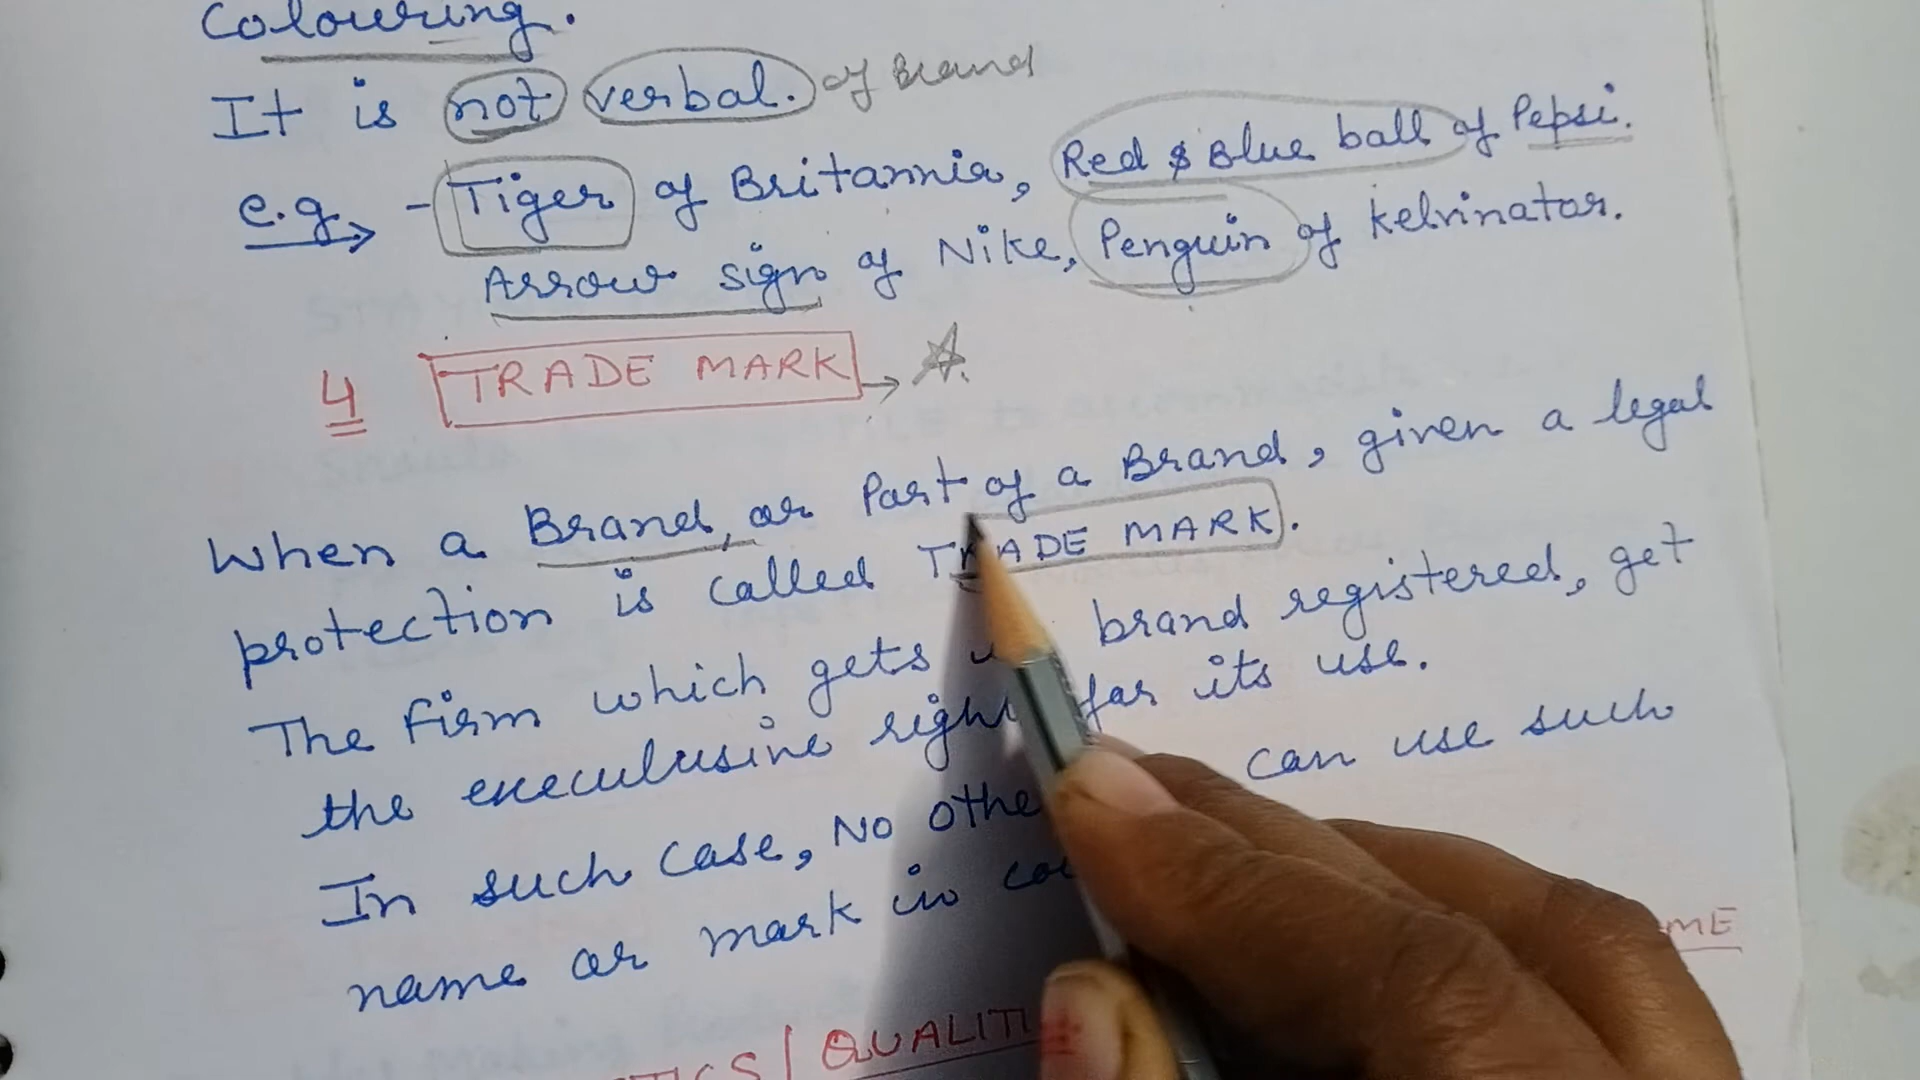 Colouring.
It is not verbal. of Brand
e.g → - Tiger of Britannia, Red & Blue ball of Pepsi.
Arrow sign of Nike, Penguin of Kelvinator.
4 TRADE MARK →
When a Brand, or Part of a Brand, given a legal
protection is called TRADE MARK.
The firm which gets brand registered, get
the execulusive right for its use.
In such case, No othe can use such
name or mark in
ME
/ QUALITI